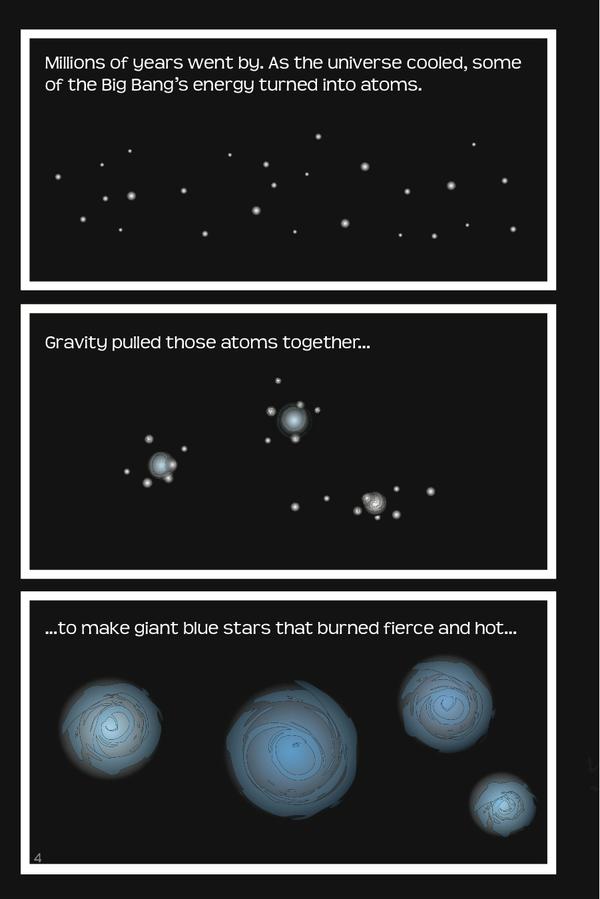 Millions of years went by. As the universe cooled, some
of the Big Bang’s energy turned into atoms.
Gravity pulled those atoms together...
...to make giant blue stars that burned fierce and hot...
4